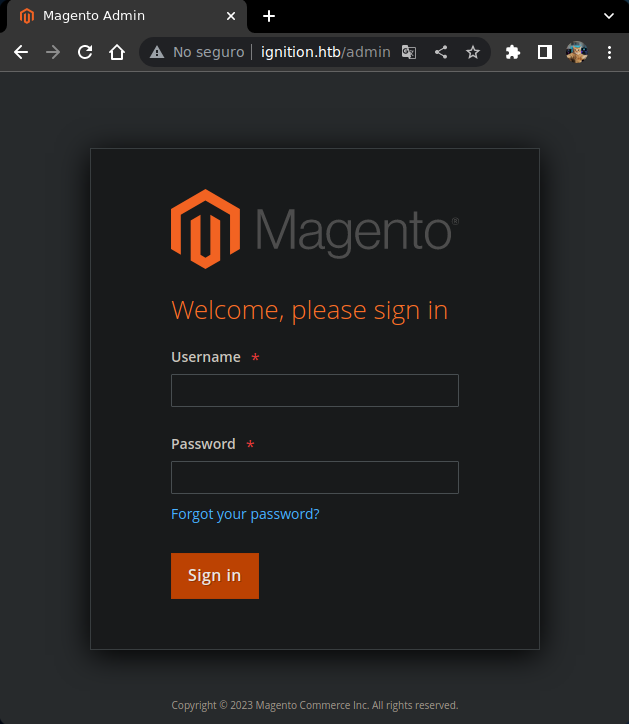 Magento Admin
No seguro ignition.htb/admin
Magento®
Welcome, please sign in
Username *
Password *
Forgot your password?
Sign in
Copyright © 2023 Magento Commerce Inc. All rights reserved.